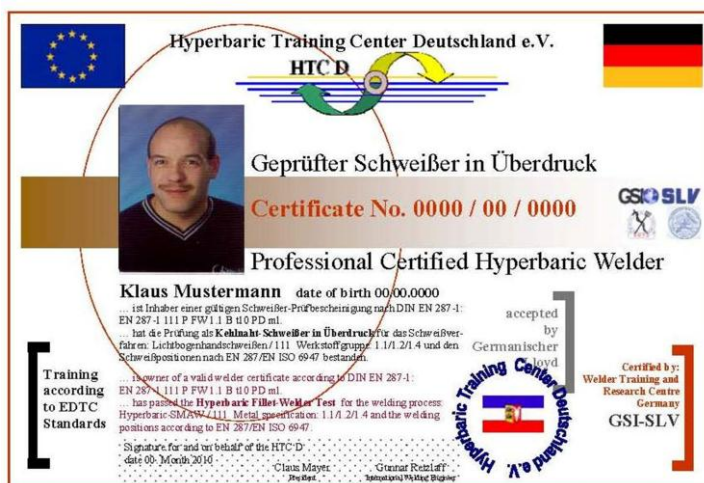 Hyperbaric Training Center Deutschland e.V.
HTC D
Geprüfter Schweißer in Überdruck
Certificate No. 0000 / 00 / 0000
GSI SLV
Professional Certified Hyperbaric Welder
Klaus Mustermann date of birth 00.00.0000
... ist Inhaber einer gültigen Schweißer-Prüfbescheinigung nach DIN EN 287-1:
EN 287-1 111 P FW1.1 B t10 PD ml.
... hat die Prüfung als Kehlnaht-Schweißer in Überdruck für das Schweißver-
fahren: Lichtbogenhandschweißen / 111 Werkstoffgruppe 1.1/1.2/1.4 und den
Schweißpositionen nach EN 287/EN ISO 6947 bestanden.
... is owner of a valid welder certificate according to DIN EN 287-1:
EN 287-1 111 P FW1.1 B t10 PD ml.
... has passed the Hyperbaric Fillet-Welder Test for the welding process:
Hyperbaric-SMAW / 111 Metal specification: 1.1/1.2/1.4 and the welding
positions according to EN 287/EN ISO 6947.
Signature for and on behalf of the HTC D
date 00. Month 2010
Claus Mayer Gunnar Retzlaff
President International Welding Engineer
Training
according
to EDTC
Standards
accepted
by
Germanischer
Lloyd
Hyperbaric Training Center Deutschland e.V.
Certified by:
Welder Training and
Research Centre
Germany
GSI-SLV